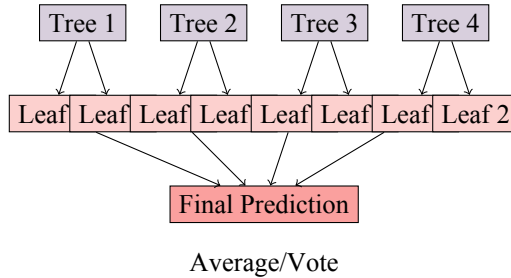 Tree 1 Tree 2 Tree 3 Tree 4
Leaf Leaf Leaf Leaf Leaf Leaf Leaf Leaf 2
Final Prediction
Average/Vote